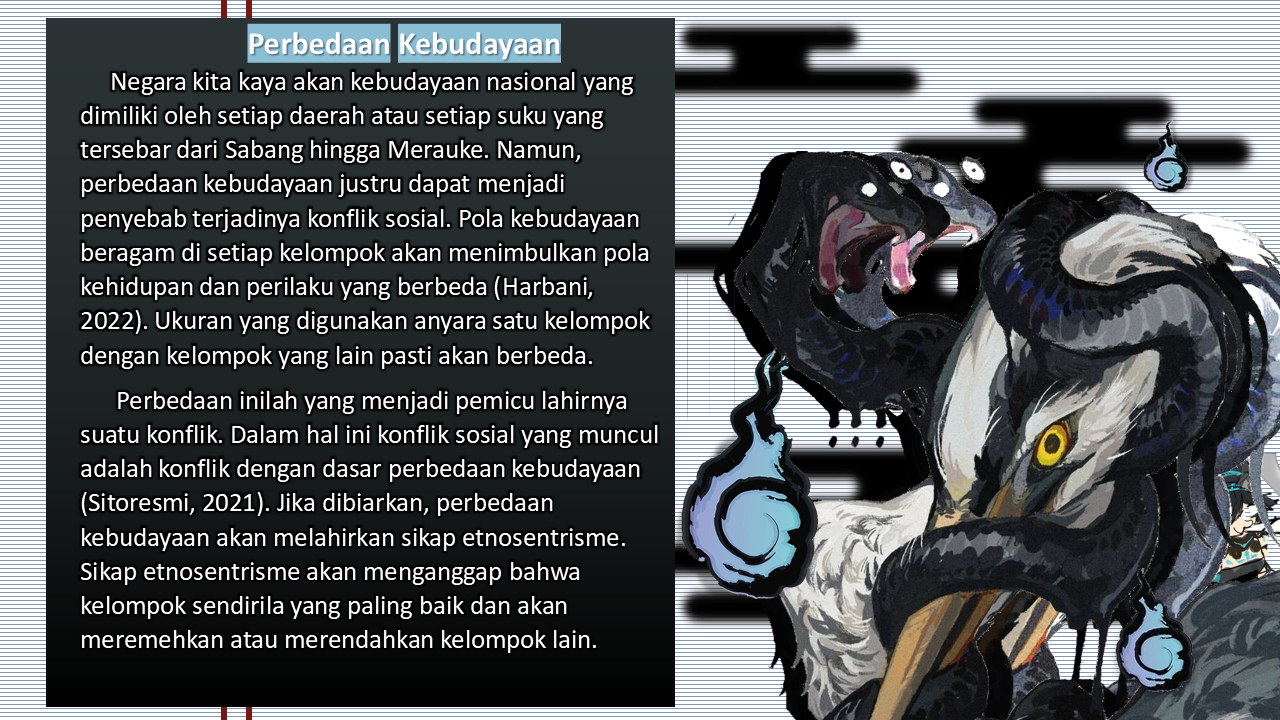 Perbedaan Kebudayaan
Negara kita kaya akan kebudayaan nasional yang
dimiliki oleh setiap daerah atau setiap suku yang
tersebar dari Sabang hingga Merauke. Namun,
perbedaan kebudayaan justru dapat menjadi
penyebab terjadinya konflik sosial. Pola kebudayaan
beragam di setiap kelompok akan menimbulkan pola
kehidupan dan perilaku yang berbeda (Harbani,
2022). Ukuran yang digunakan anyara satu kelompok
dengan kelompok yang lain pasti akan berbeda.
Perbedaan inilah yang menjadi pemicu lahirnya
suatu konflik. Dalam hal ini konflik sosial yang muncul
adalah konflik dengan dasar perbedaan kebudayaan
(Sitoresmi, 2021). Jika dibiarkan, perbedaan
kebudayaan akan melahirkan sikap etnosentrisme.
Sikap etnosentrisme akan menganggap bahwa
kelompok sendirila yang paling baik dan akan
meremehkan atau merendahkan kelompok lain.